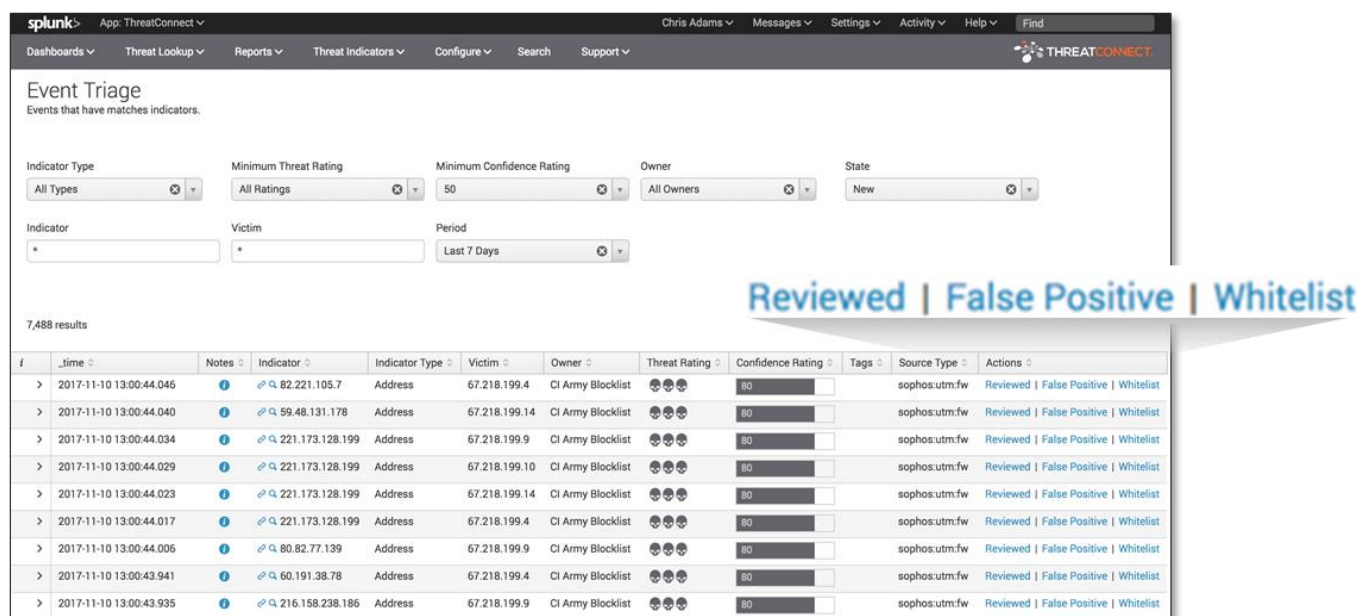 splunk> App: ThreatConnect Chris Adams Messages Settings Activity Help Find
Dashboards Threat Lookup Reports Threat Indicators Configure Search Support THREATCONNECT.
Event Triage
Events that have matches indicators.
Indicator Type Minimum Threat Rating Minimum Confidence Rating Owner State
All Types All Ratings 50 All Owners New
Indicator Victim Period
* * Last 7 Days
Reviewed | False Positive | Whitelist
7,488 results
i _time Notes Indicator Indicator Type Victim Owner Threat Rating Confidence Rating Tags Source Type Actions
> 2017-11-10 13:00:44.046 i 82.221.105.7 Address 67.218.199.4 CI Army Blocklist 80 sophos:utm:fw Reviewed | False Positive | Whitelist
> 2017-11-10 13:00:44.040 i 59.48.131.178 Address 67.218.199.14 CI Army Blocklist 80 sophos:utm:fw Reviewed | False Positive | Whitelist
> 2017-11-10 13:00:44.034 i 221.173.128.199 Address 67.218.199.9 CI Army Blocklist 80 sophos:utm:fw Reviewed | False Positive | Whitelist
> 2017-11-10 13:00:44.029 i 221.173.128.199 Address 67.218.199.10 CI Army Blocklist 80 sophos:utm:fw Reviewed | False Positive | Whitelist
> 2017-11-10 13:00:44.023 i 221.173.128.199 Address 67.218.199.14 CI Army Blocklist 80 sophos:utm:fw Reviewed | False Positive | Whitelist
> 2017-11-10 13:00:44.017 i 221.173.128.199 Address 67.218.199.4 CI Army Blocklist 80 sophos:utm:fw Reviewed | False Positive | Whitelist
> 2017-11-10 13:00:44.006 i 80.82.77.139 Address 67.218.199.9 CI Army Blocklist 80 sophos:utm:fw Reviewed | False Positive | Whitelist
> 2017-11-10 13:00:43.941 i 60.191.38.78 Address 67.218.199.4 CI Army Blocklist 80 sophos:utm:fw Reviewed | False Positive | Whitelist
> 2017-11-10 13:00:43.935 i 216.158.238.186 Address 67.218.199.9 CI Army Blocklist 80 sophos:utm:fw Reviewed | False Positive | Whitelist